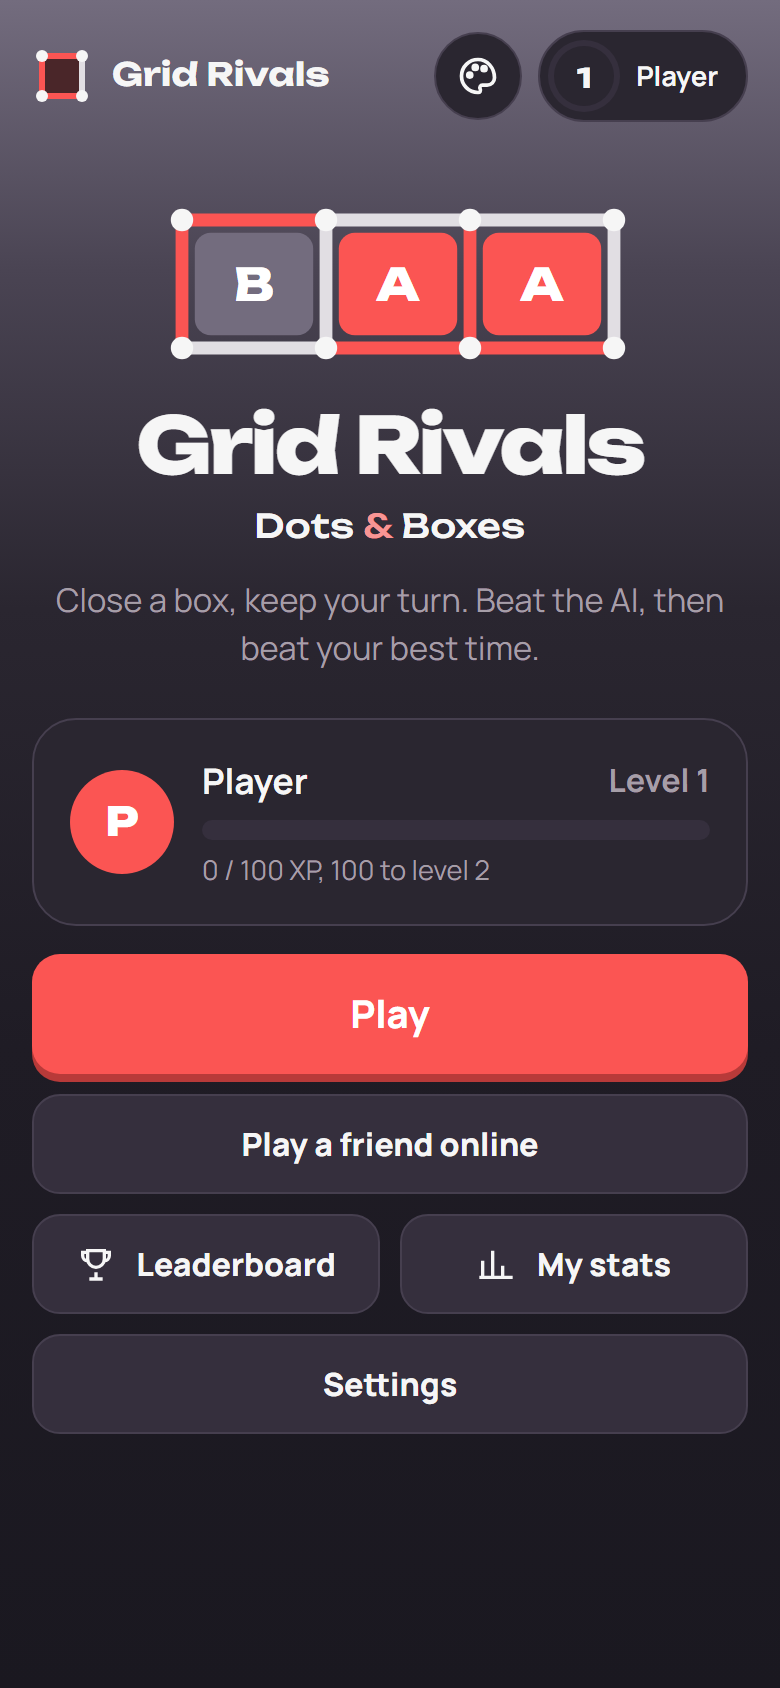 Grid Rivals
1 Player
B A A
Grid Rivals
Dots & Boxes
Close a box, keep your turn. Beat the AI, then
beat your best time.
P
Player Level 1
0 / 100 XP, 100 to level 2
Play
Play a friend online
Leaderboard
My stats
Settings